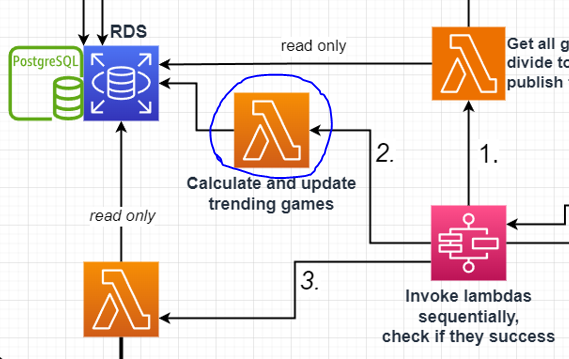 RDS
PostgreSQL
read only
Get all
divide to
publish
Calculate and update
trending games
2.
1.
read only
3.
Invoke lambdas
sequentially,
check if they success